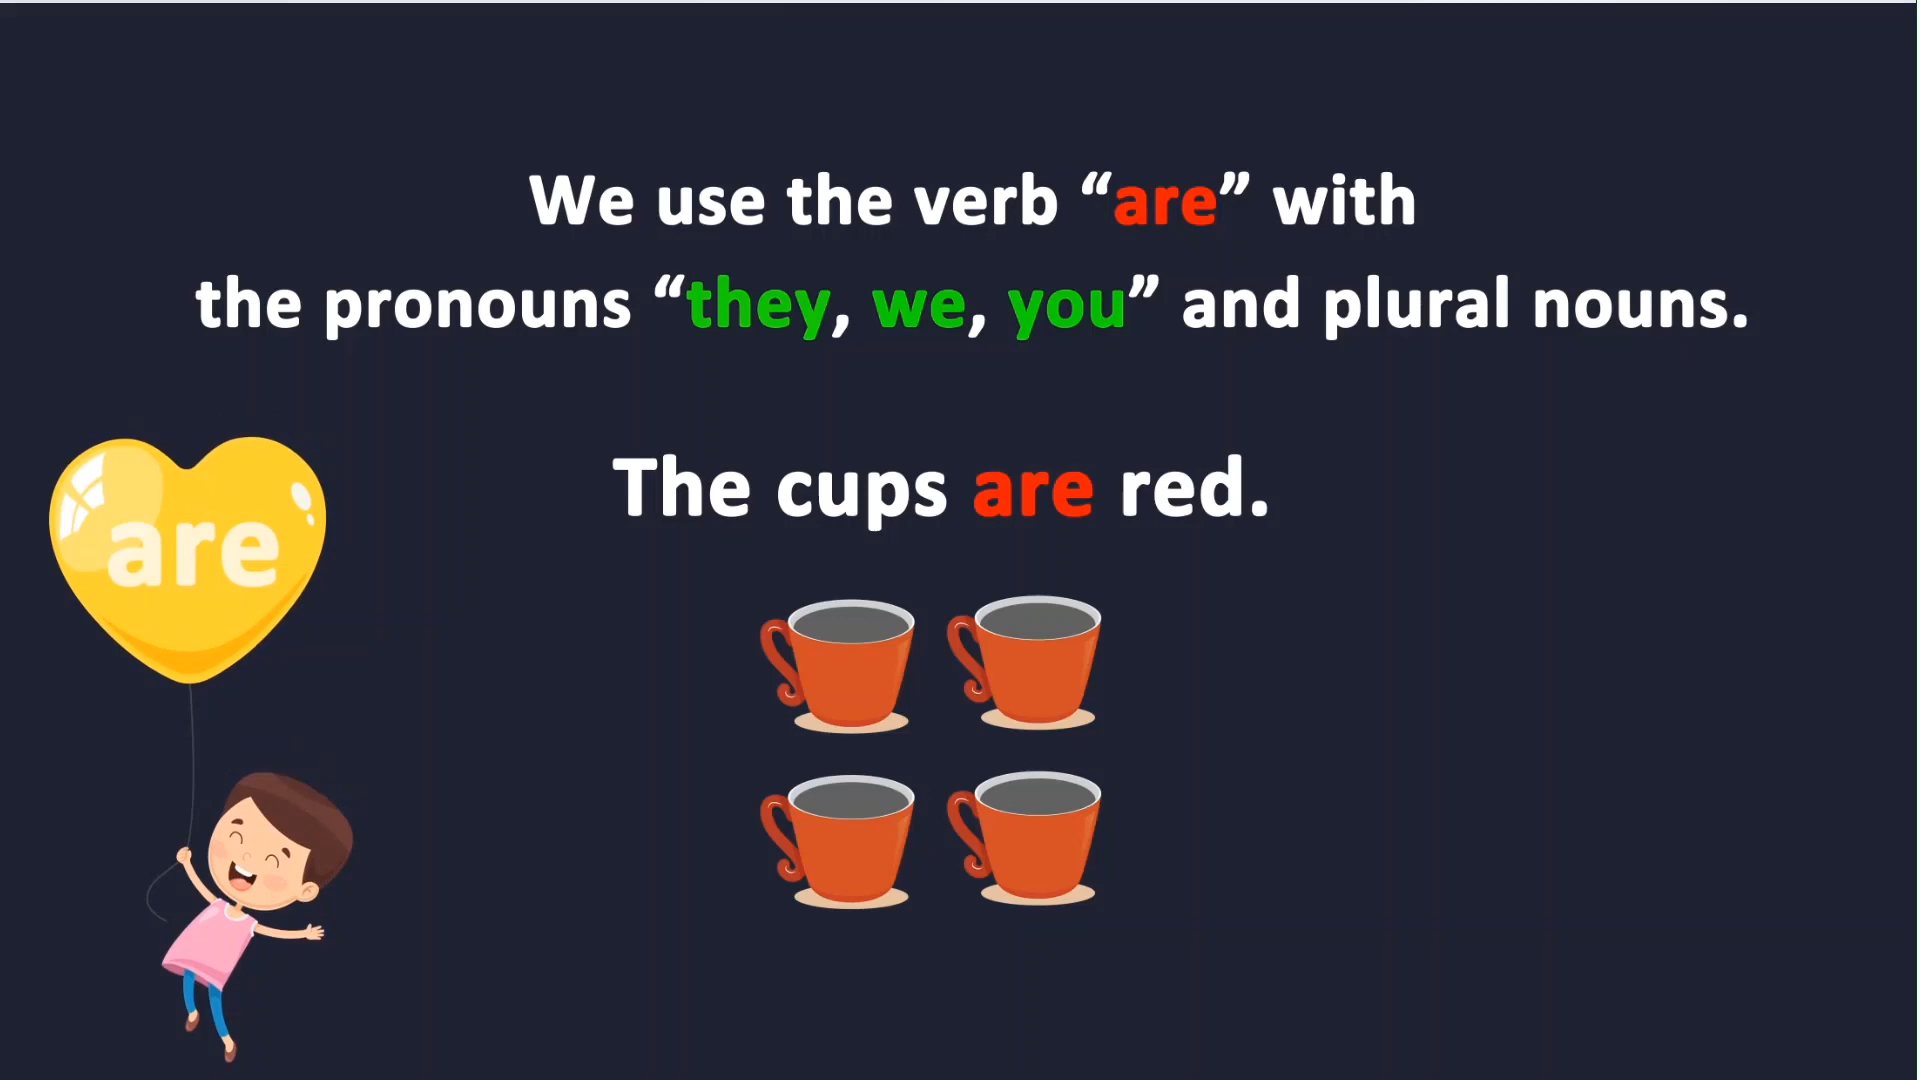 We use the verb “are” with
the pronouns “they, we, you” and plural nouns.
The cups are red.
are